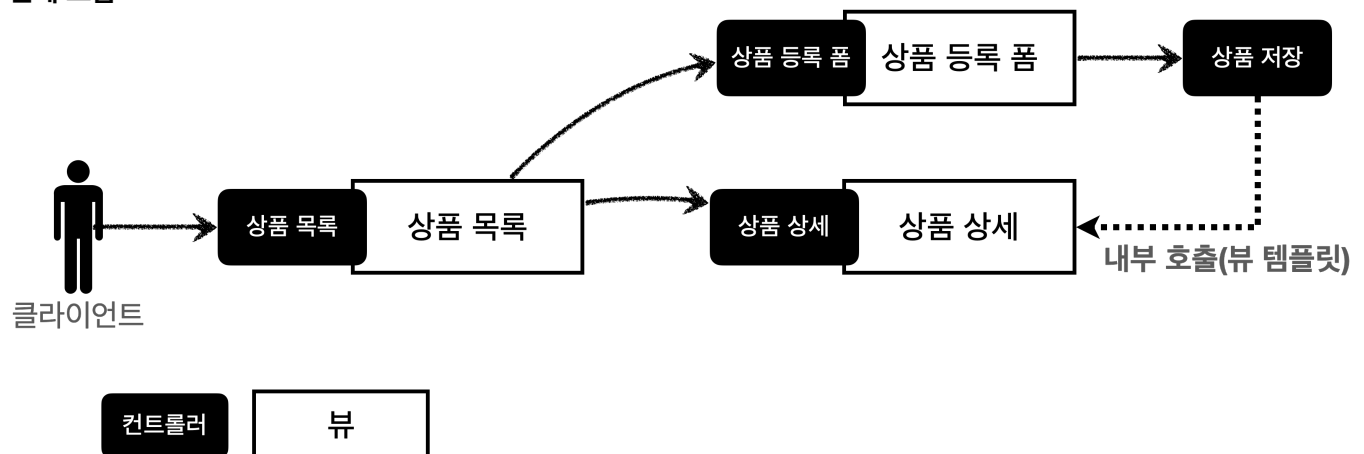 상품 등록 폼
상품 등록 폼
상품 저장
상품 목록
상품 목록
상품 상세
상품 상세
내부 호출(뷰 템플릿)
클라이언트
컨트롤러
뷰